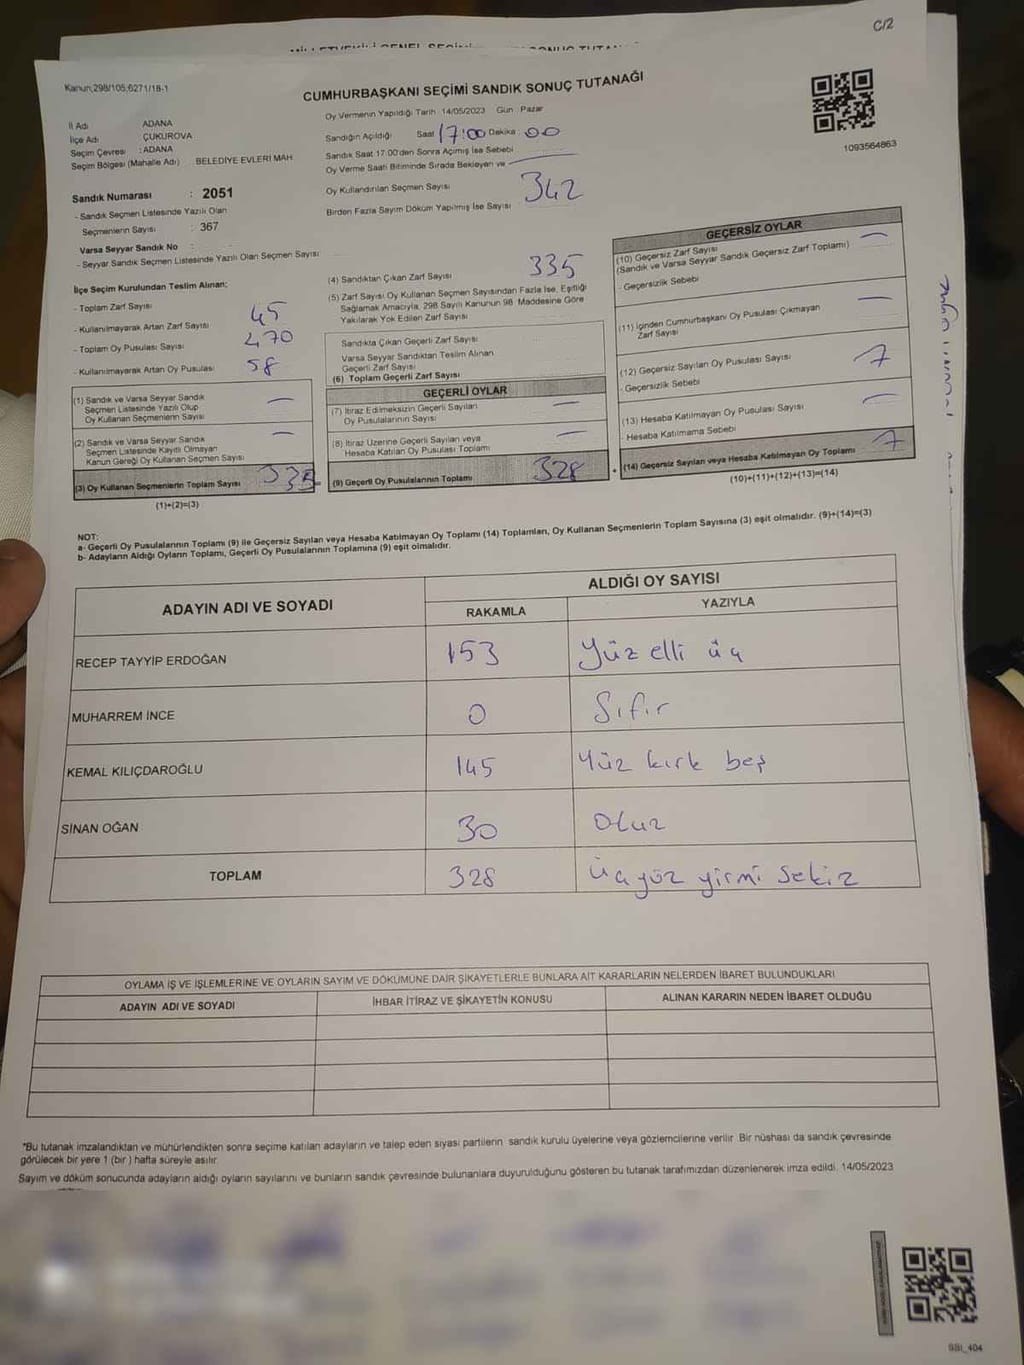 C/2
Kanun,298/105;6271/18-1
CUMHURBAŞKANI SEÇİMİ SANDIK SONUÇ TUTANAĞI
İl Adı ADANA
İlçe Adı ÇUKUROVA
Seçim Çevresi : ADANA
Seçim Bölgesi (Mahalle Adı) BELEDİYE EVLERİ MAH
Sandık Numarası : 2051
- Sandık Seçmen Listesinde Yazılı Olan
Seçmenlerin Sayısı : 367
Varsa Seyyar Sandık No :
- Seyyar Sandık Seçmen Listesinde Yazılı Olan Seçmen Sayısı
Oy Vermenin Yapıldığı Tarih : 14/05/2023 Gün : Pazar
Sandığın Açıldığı Saat 17:00 Dakika : 00
Sandık Saat 17:00'den Sonra Açılmış İse Sebebi
Oy Verme Saati Bitiminde Sırada Bekleyen ve
Oy Kullandırılan Seçmen Sayısı 342
Birden Fazla Sayım Döküm Yapılmış İse Sayısı
1093564863
İlçe Seçim Kurulundan Teslim Alınan;
- Toplam Zarf Sayısı
- Kullanılmayarak Artan Zarf Sayısı 45
- Toplam Oy Pusulası Sayısı 470
- Kullanılmayarak Artan Oy Pusulası 58
(1) Sandık ve Varsa Seyyar Sandık
Seçmen Listesinde Yazılı Olup
Oy Kullanan Seçmenlerin Sayısı —
(2) Sandık ve Varsa Seyyar Sandık
Seçmen Listesinde Kayıtlı Olmayan
Kanun Gereği Oy Kullanan Seçmen Sayısı —
(3) Oy Kullanan Seçmenlerin Toplam Sayısı 335
(1)+(2)=(3)
(4) Sandıktan Çıkan Zarf Sayısı 335
(5) Zarf Sayısı Oy Kullanan Seçmen Sayısından Fazla İse, Eşitliği
Sağlamak Amacıyla, 298 Sayılı Kanunun 98. Maddesine Göre
Yakılarak Yok Edilen Zarf Sayısı
Sandıkta Çıkan Geçerli Zarf Sayısı
Varsa Seyyar Sandıktan Teslim Alınan
Geçerli Zarf Sayısı
(6) Toplam Geçerli Zarf Sayısı
GEÇERLİ OYLAR
(7) İtiraz Edilmeksizin Geçerli Sayılan
Oy Pusulalarının Sayısı —
(8) İtiraz Üzerine Geçerli Sayılan veya
Hesaba Katılan Oy Pusulası Toplamı —
(9) Geçerli Oy Pusulalarının Toplamı 328
GEÇERSİZ OYLAR
(10) Geçersiz Zarf Sayısı —
(Sandık ve Varsa Seyyar Sandık Geçersiz Zarf Toplamı)
- Geçersizlik Sebebi
(11) İçinden Cumhurbaşkanı Oy Pusulası Çıkmayan
Zarf Sayısı —
(12) Geçersiz Sayılan Oy Pusulası Sayısı 7
- Geçersizlik Sebebi
(13) Hesaba Katılmayan Oy Pusulası Sayısı —
- Hesaba Katılmama Sebebi
(14) Geçersiz Sayılan veya Hesaba Katılmayan Oy Toplamı 7
(10)+(11)+(12)+(13)=(14)
NOT:
a- Geçerli Oy Pusulalarının Toplamı (9) ile Geçersiz Sayılan veya Hesaba Katılmayan Oy Toplamı (14) Toplamları, Oy Kullanan Seçmenlerin Toplam Sayısına (3) eşit olmalıdır. (9)+(14)=(3)
b- Adayların Aldığı Oyların Toplamı, Geçerli Oy Pusulalarının Toplamına (9) eşit olmalıdır.
ADAYIN ADI VE SOYADI ALDIĞI OY SAYISI
RAKAMLA YAZIYLA
RECEP TAYYİP ERDOĞAN 153 Yüz elli üç
MUHARREM İNCE 0 Sıfır
KEMAL KILIÇDAROĞLU 145 Yüz kırk beş
SİNAN OĞAN 30 Otuz
TOPLAM 328 Üçyüz yirmi sekiz
OYLAMA İŞ VE İŞLEMLERİNE VE OYLARIN SAYIM VE DÖKÜMÜNE DAİR ŞİKAYETLERLE BUNLARA AİT KARARLARIN NELERDEN İBARET BULUNDUKLARI
ADAYIN ADI VE SOYADI İHBAR İTİRAZ VE ŞİKAYETİN KONUSU ALINAN KARARIN NEDEN İBARET OLDUĞU
*Bu tutanak imzalandıktan ve mühürlendikten sonra seçime katılan adayların ve talep eden siyasi partilerin sandık kurulu üyelerine veya gözlemcilerine verilir. Bir nüshası da sandık çevresinde
görülecek bir yere 1 (bir) hafta süreyle asılır.
Sayım ve döküm sonucunda adayların aldığı oyların sayılarını ve bunların sandık çevresinde bulunanlara duyurulduğunu gösteren bu tutanak tarafımızdan düzenlenerek imza edildi. 14/05/2023
SBI_404